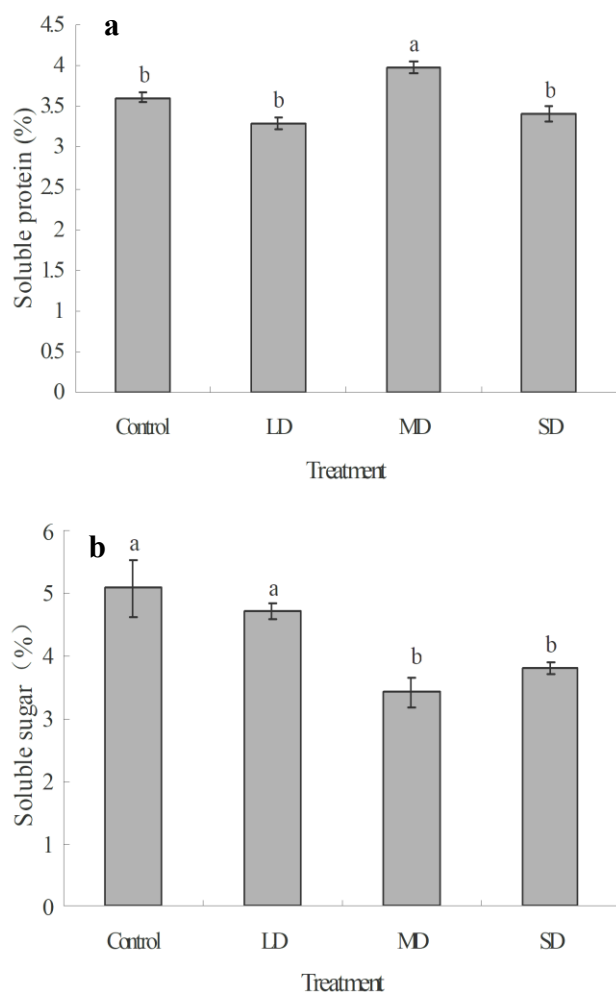 a
Soluble protein (%)
4.5
4
3.5
3
2.5
2
1.5
1
0.5
0
b
b
a
b
Control LD MD SD
Treatment
b
Soluble sugar (%)
6
5
4
3
2
1
0
a
a
b
b
Control LD MD SD
Treatment